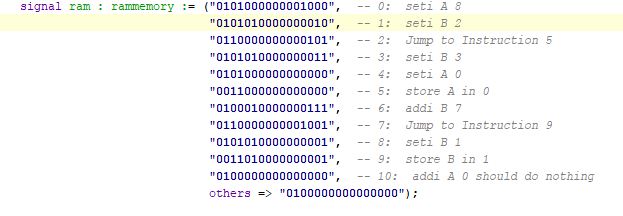 signal ram : rammemory := ("0101000000001000", -- 0: seti A 8
"0101010000000010", -- 1: seti B 2
"0110000000000101", -- 2: Jump to Instruction 5
"0101010000000011", -- 3: seti B 3
"0101000000000000", -- 4: seti A 0
"0011000000000000", -- 5: store A in 0
"0100010000000111", -- 6: addi B 7
"0110000000001001", -- 7: Jump to Instruction 9
"0101010000000001", -- 8: seti B 1
"0011010000000001", -- 9: store B in 1
"0100000000000000", -- 10: addi A 0 should do nothing
others => "0100000000000000");